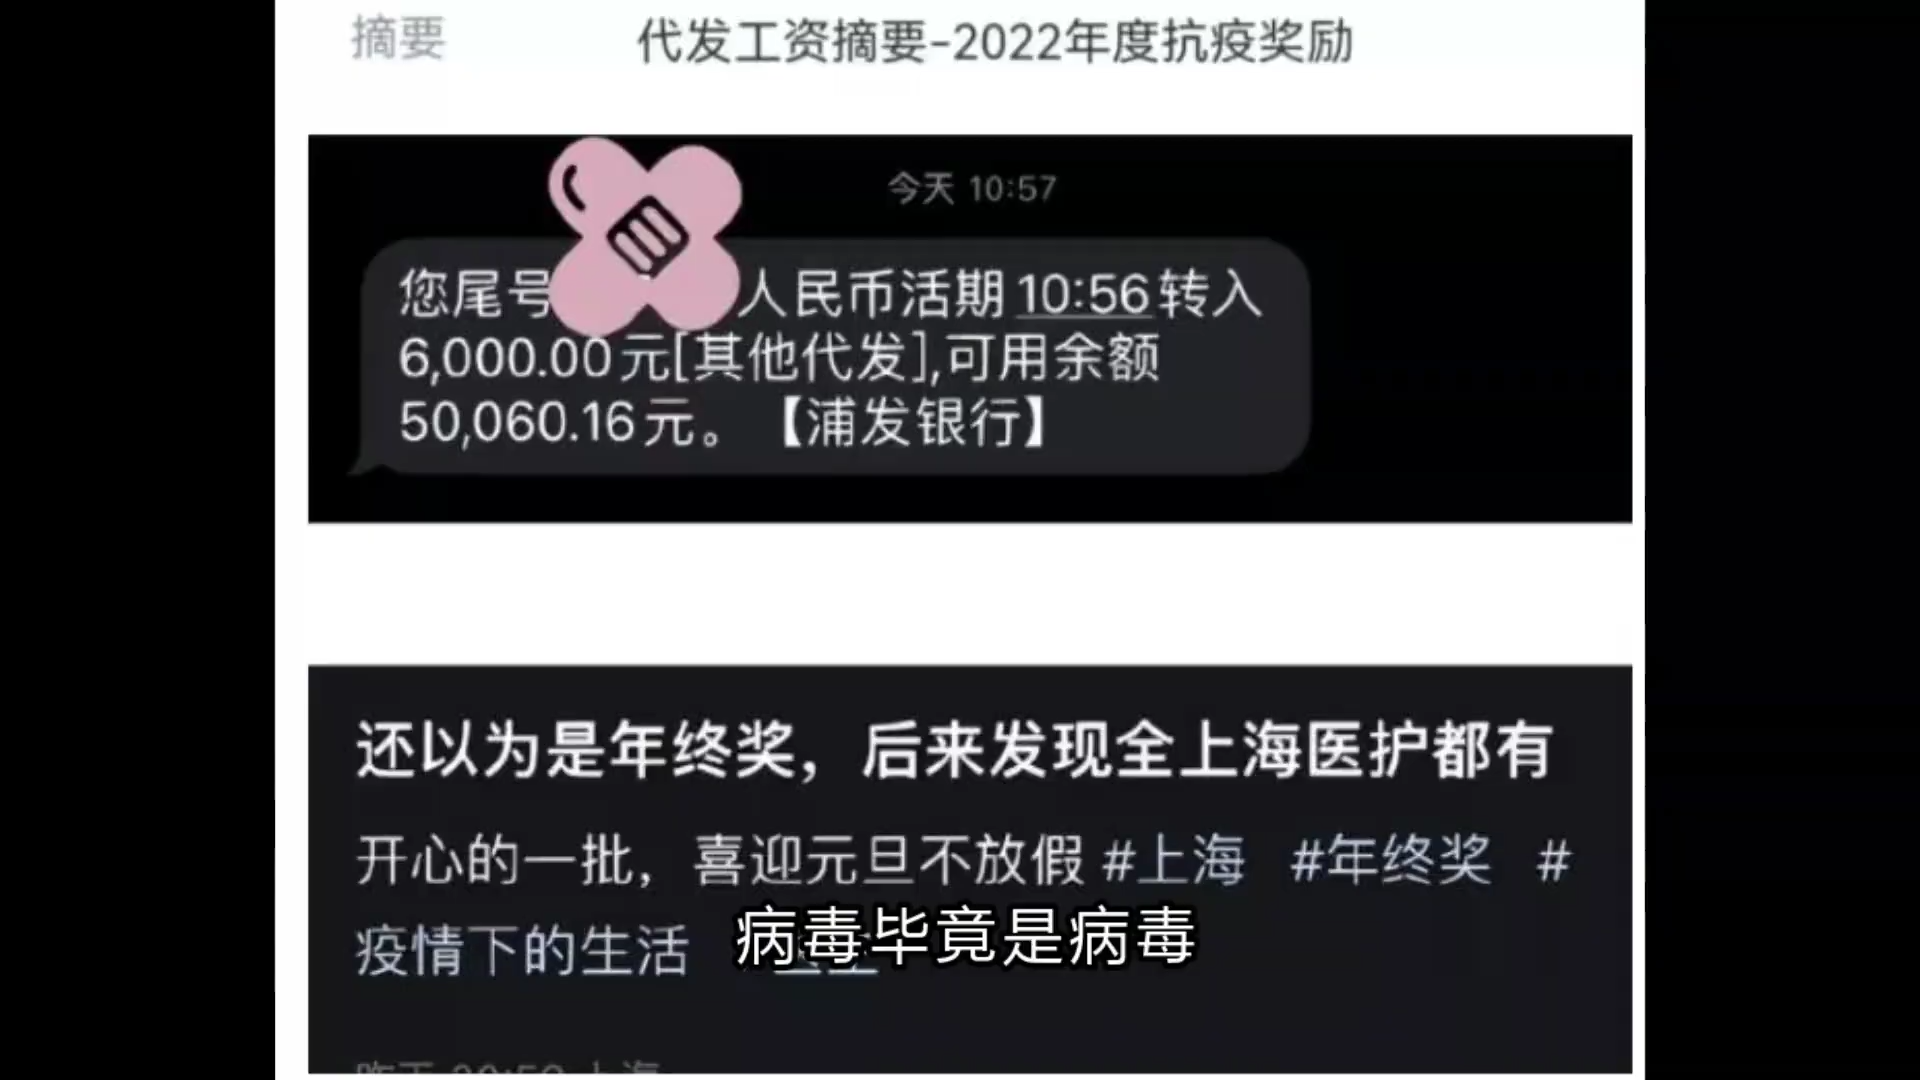 摘要 代发工资摘要-2022年度抗疫奖励
今天 10:57
您尾号 人民币活期10:56转入
6,000.00元[其他代发],可用余额
50,060.16元。【浦发银行】
还以为是年终奖，后来发现全上海医护都有
开心的一批，喜迎元旦不放假 #上海 #年终奖 #
疫情下的生活
病毒毕竟是病毒